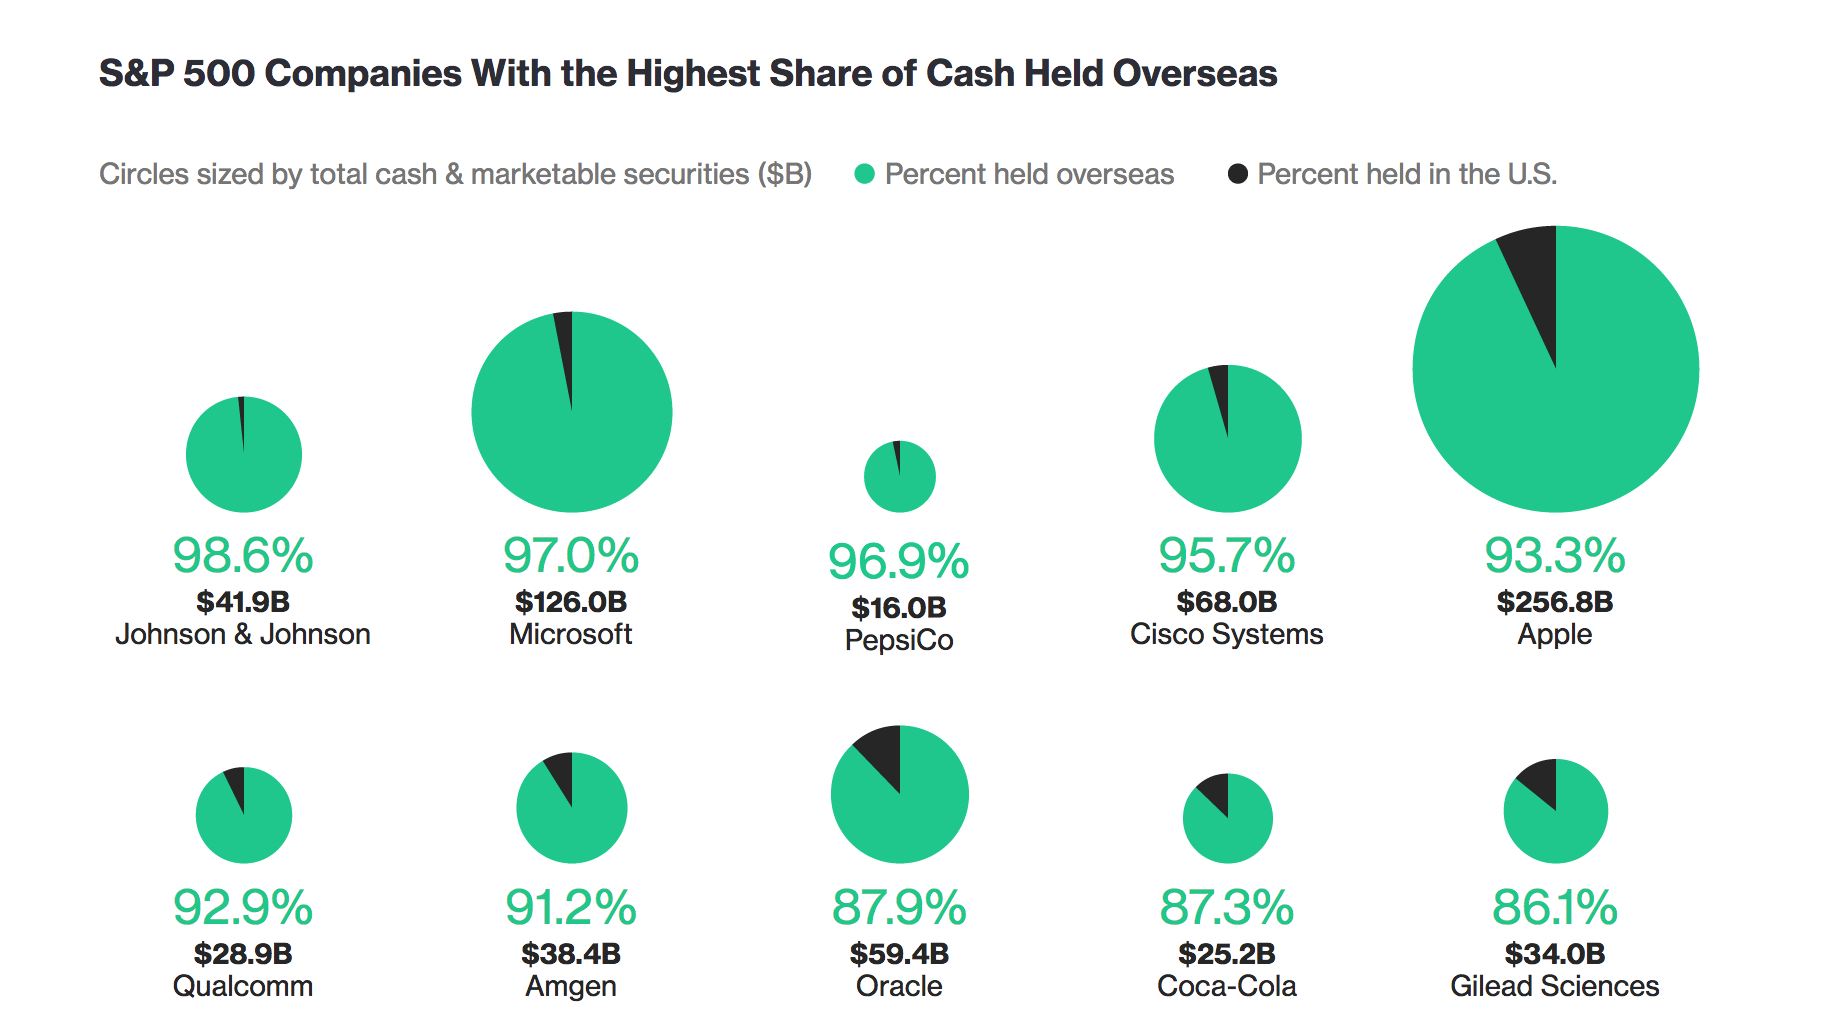 S&P 500 Companies With the Highest Share of Cash Held Overseas
Circles sized by total cash & marketable securities ($B) Percent held overseas Percent held in the U.S.
98.6%
$41.9B
Johnson & Johnson
97.0%
$126.0B
Microsoft
96.9%
$16.0B
PepsiCo
95.7%
$68.0B
Cisco Systems
93.3%
$256.8B
Apple
92.9%
$28.9B
Qualcomm
91.2%
$38.4B
Amgen
87.9%
$59.4B
Oracle
87.3%
$25.2B
Coca-Cola
86.1%
$34.0B
Gilead Sciences